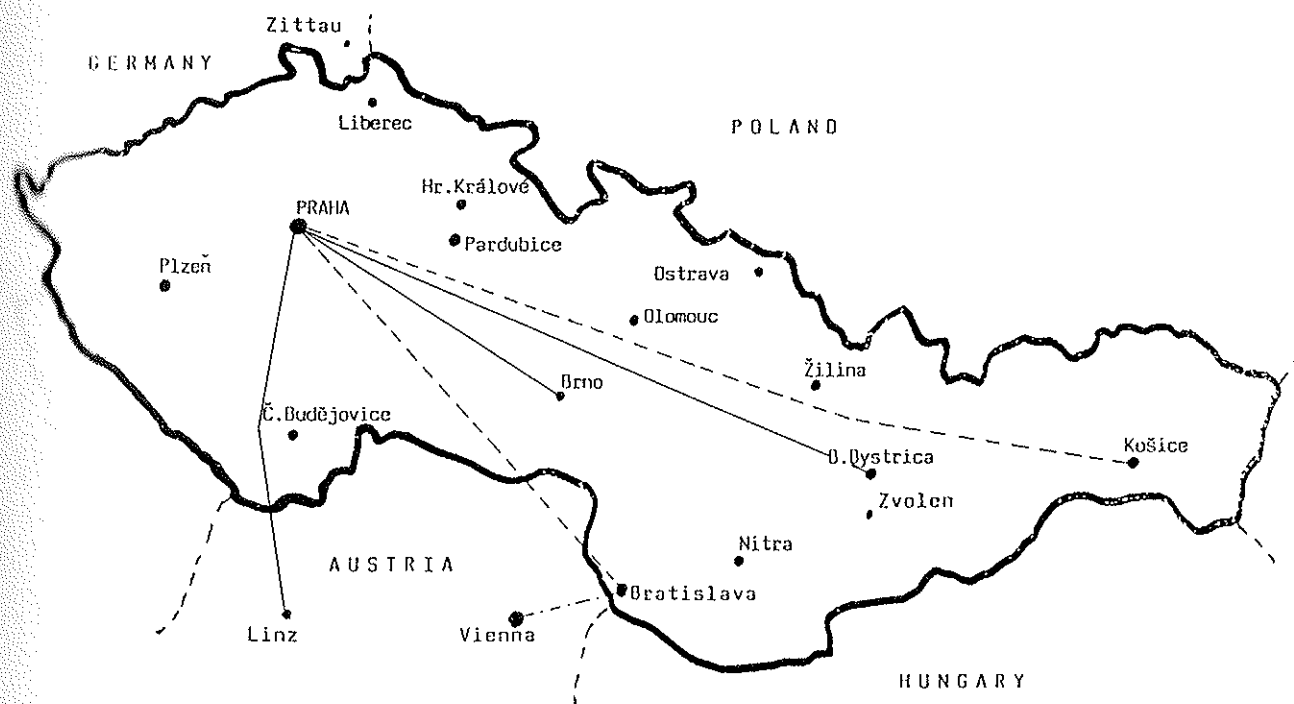 Zittau
GERMANY
Liberec
POLAND
Hr.Králové
PRAHA
Pardubice
Plzeň
Ostrava
Olomouc
Žilina
Brno
Č.Budějovice
Košice
B.Bystrica
Zvolen
Nitra
AUSTRIA
Bratislava
Linz
Vienna
HUNGARY